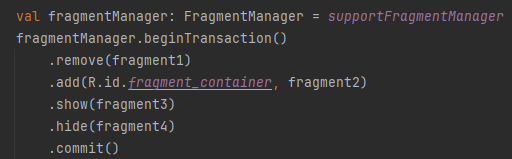 val fragmentManager: FragmentManager = supportFragmentManager
fragmentManager.beginTransaction()
    .remove(fragment1)
    .add(R.id.fragment_container, fragment2)
    .show(fragment3)
    .hide(fragment4)
    .commit()